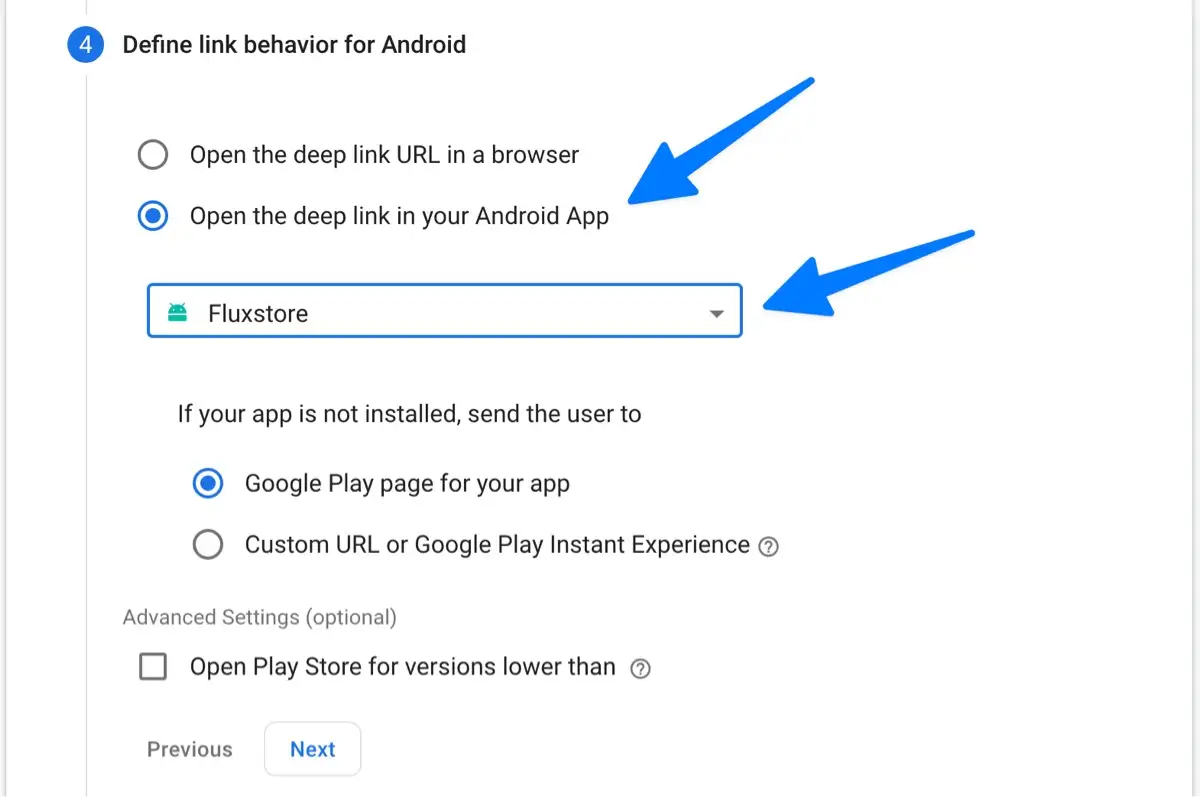 4 Define link behavior for Android
Open the deep link URL in a browser
Open the deep link in your Android App
Fluxstore
If your app is not installed, send the user to
Google Play page for your app
Custom URL or Google Play Instant Experience ?
Advanced Settings (optional)
Open Play Store for versions lower than ?
Previous Next